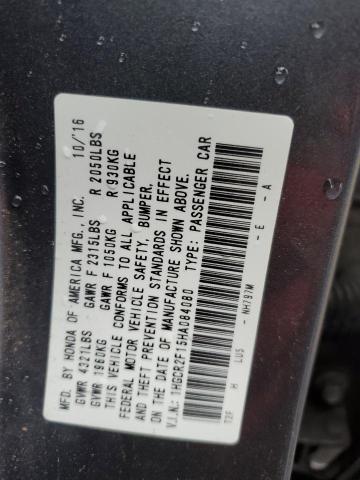 MFD. BY HONDA OF AMERICA MFG., INC. 10/'16
GVWR 4321LBS GAWR F 2315LBS R 2050LBS
GVWR 1960KG GAWR F 1050KG R 930KG
THIS VEHICLE CONFORMS TO ALL APPLICABLE
FEDERAL MOTOR VEHICLE SAFETY, BUMPER,
AND THEFT PREVENTION STANDARDS IN EFFECT
ON THE DATE OF MANUFACTURE SHOWN ABOVE.
V.I.N.: 1HGCR2F15HA084080 TYPE: PASSENGER CAR
T2F H LU5 - NH797M - E - A